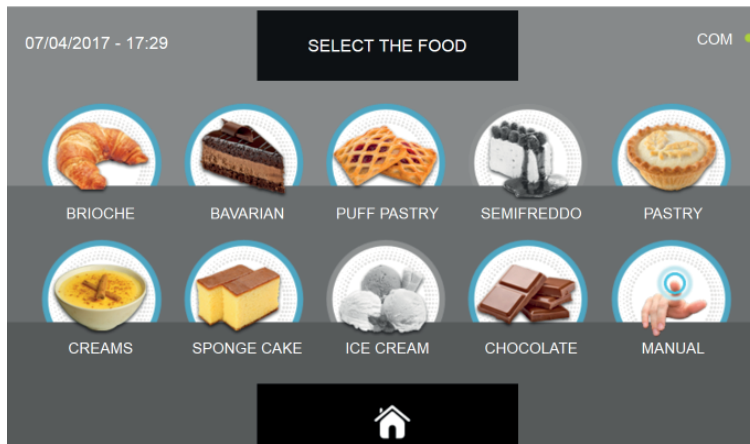 07/04/2017 - 17:29
SELECT THE FOOD
COM
BRIOCHE
BAVARIAN
PUFF PASTRY
SEMIFREDDO
PASTRY
CREAMS
SPONGE CAKE
ICE CREAM
CHOCOLATE
MANUAL